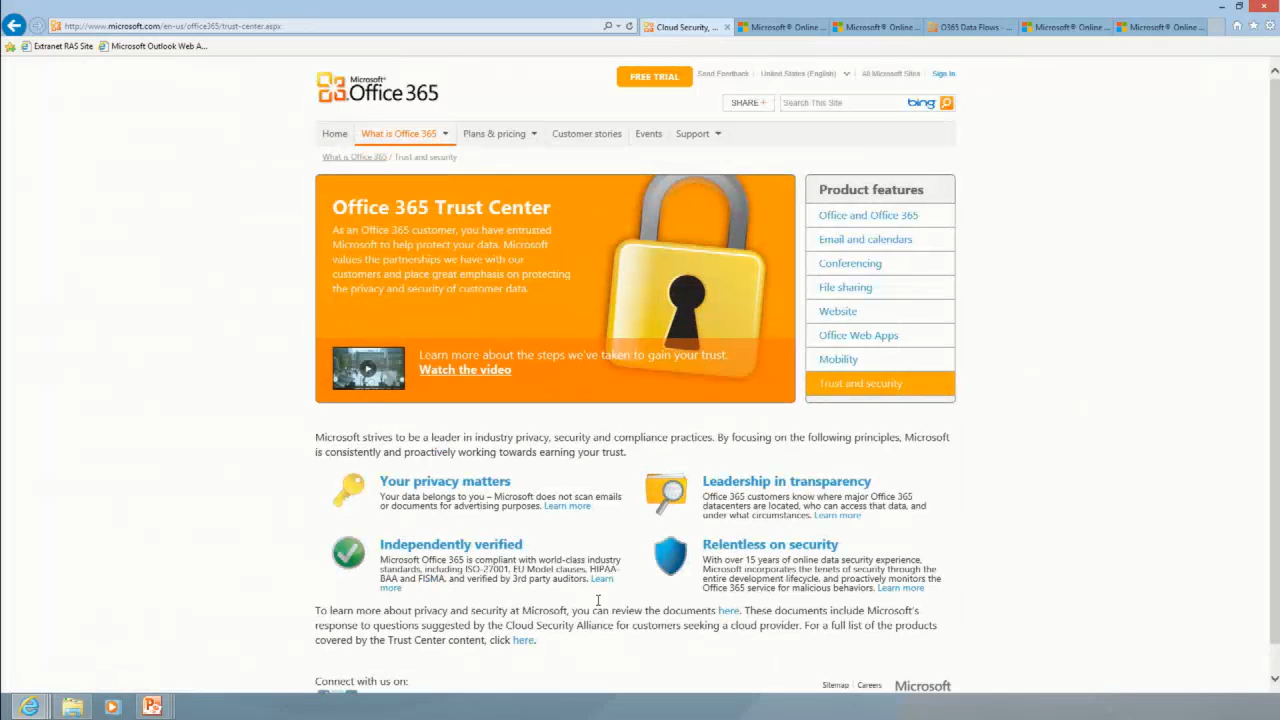 http://www.microsoft.com/en-us/office365/trust-center.aspx
Cloud Security, ...
Microsoft® Online ...
Microsoft® Online ...
O365 Data Flows - ...
Microsoft® Online ...
Microsoft® Online ...
Extranet RAS Site
Microsoft Outlook Web A...
Microsoft®
Office 365
FREE TRIAL
Send Feedback
United States (English)
All Microsoft Sites
Sign In
SHARE +
Search This Site
bing
Home
What is Office 365
Plans & pricing
Customer stories
Events
Support
What is Office 365 / Trust and security
Office 365 Trust Center
As an Office 365 customer, you have entrusted
Microsoft to help protect your data. Microsoft
values the partnerships we have with our
customers and place great emphasis on protecting
the privacy and security of customer data.
Learn more about the steps we've taken to gain your trust.
Watch the video
Product features
Office and Office 365
Email and calendars
Conferencing
File sharing
Website
Office Web Apps
Mobility
Trust and security
Microsoft strives to be a leader in industry privacy, security and compliance practices. By focusing on the following principles, Microsoft
is consistently and proactively working towards earning your trust.
Your privacy matters
Your data belongs to you – Microsoft does not scan emails
or documents for advertising purposes. Learn more
Leadership in transparency
Office 365 customers know where major Office 365
datacenters are located, who can access that data, and
under what circumstances. Learn more
Independently verified
Microsoft Office 365 is compliant with world-class industry
standards, including ISO-27001, EU Model clauses, HIPAA-
BAA and FISMA, and verified by 3rd party auditors. Learn
more
Relentless on security
With over 15 years of online data security experience,
Microsoft incorporates the tenets of security through the
entire development lifecycle, and proactively monitors the
Office 365 service for malicious behaviors. Learn more
To learn more about privacy and security at Microsoft, you can review the documents here. These documents include Microsoft's
response to questions suggested by the Cloud Security Alliance for customers seeking a cloud provider. For a full list of the products
covered by the Trust Center content, click here.
Connect with us on:
Sitemap
Careers
Microsoft